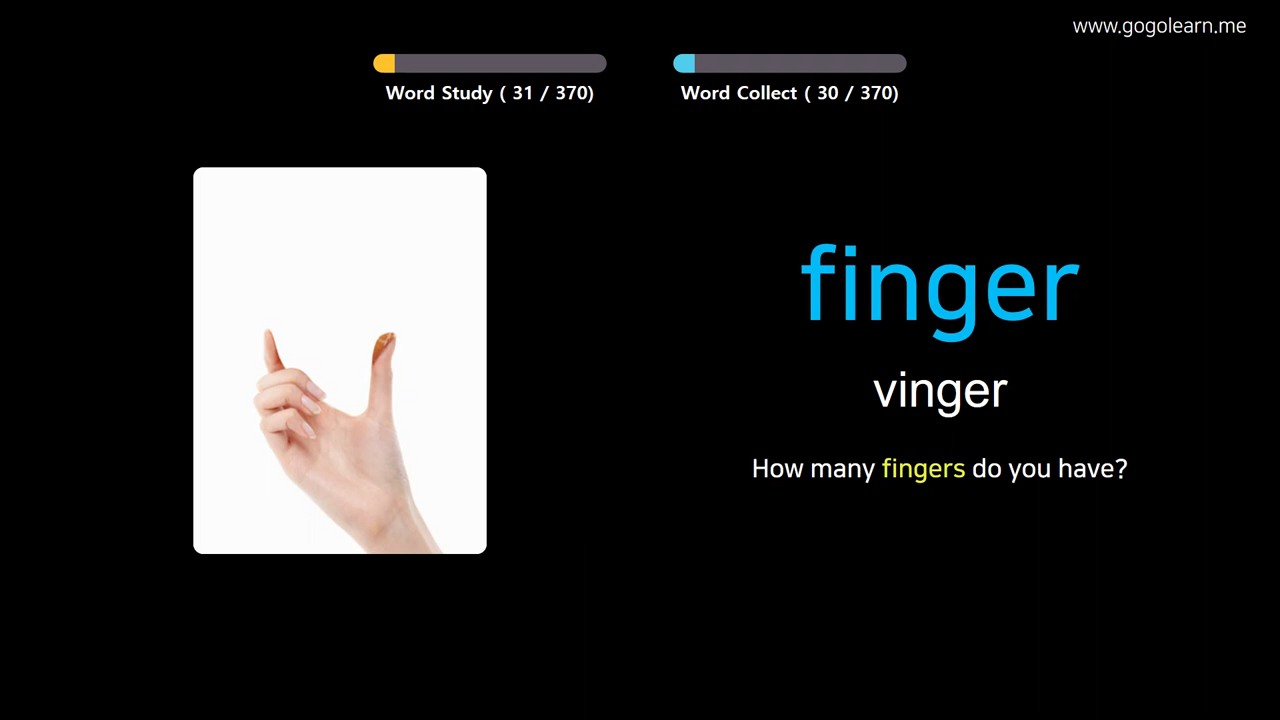 www.gogolearn.me
Word Study ( 31 / 370)
Word Collect ( 30 / 370)
finger
vinger
How many fingers do you have?